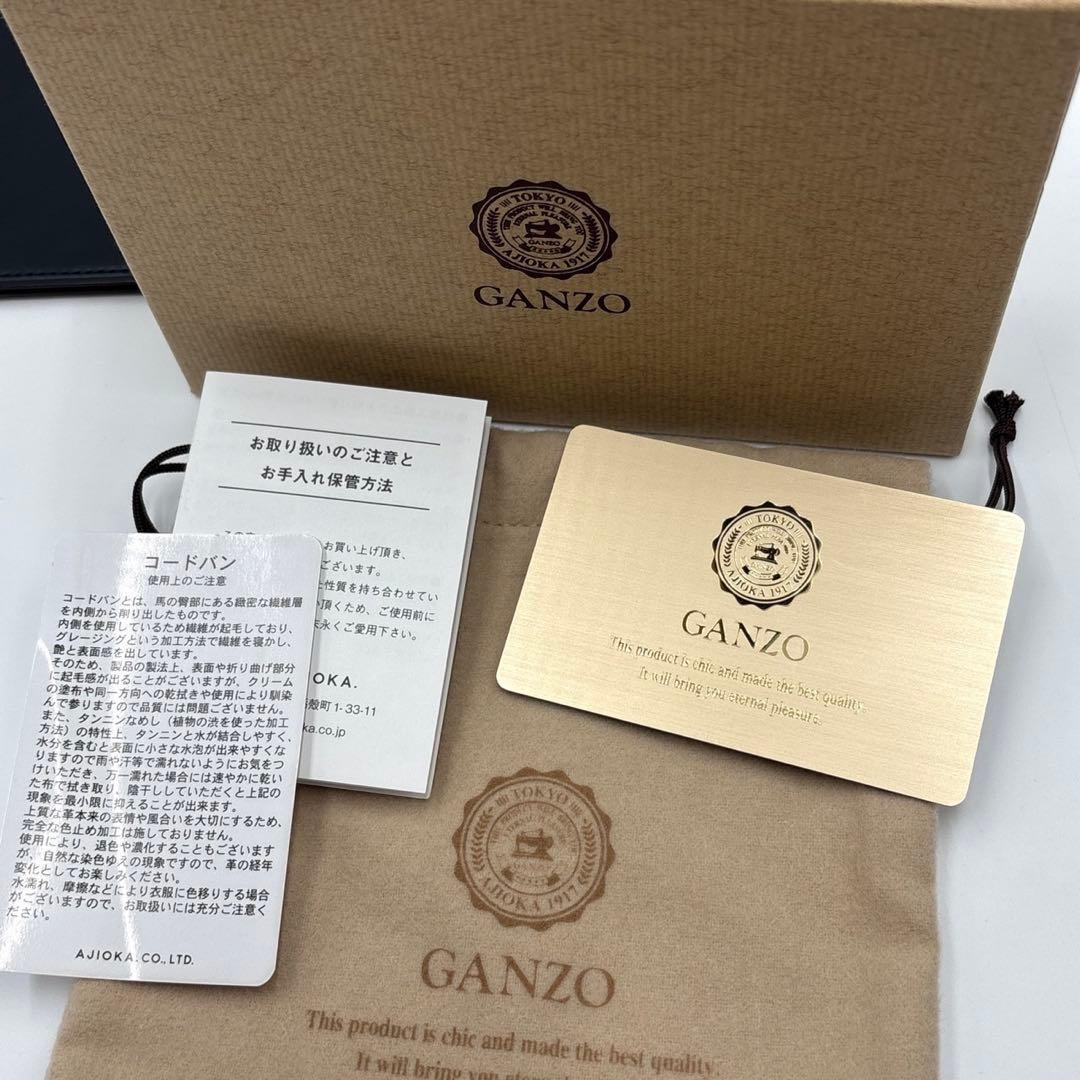 TOKYO
THE PRODUCT WILL BRING YOU
ETERNAL PLEASURE
GANZO
AJIOKA 1917
GANZO
お取り扱いのご注意と
お手入れ保管方法
お買い上げ頂き、
ございます。
性質を持ち合わせてい
頂くため、ご使用前に
永くご愛用下さい。
OKA.
殻町1-33-11
ka.co.jp
コードバン
使用上のご注意
コードバンとは、馬の臀部にある緻密な繊維層
を内側から削り出したものです。
内側を使用しているため繊維が起毛しており、
グレージングという加工方法で繊維を寝かし、
艶と表面感を出しています。
そのため、製品の製法上、表面や折り曲げ部分
に起毛感が出ることがございますが、クリーム
の塗布や同一方向への乾拭きや使用により馴染
んで参りますので品質には問題ございません。
また、タンニンなめし（植物の渋を使った加工
方法）の特性上、タンニンと水が結合しやすく、
水分を含むと表面に小さな水泡が出来やすくな
りますので雨や汗等で濡れないようにお気をつ
けいただき、万一濡れた場合には速やかに乾い
た布で拭き取り、陰干ししていただくと上記の
現象を最小限に抑えることが出来ます。
上質な革本来の表情や風合いを大切にするため、
完全な色止め加工は施しておりません。
使用により、退色や濃化することもございます
が、自然な染色ゆえの現象ですので、革の経年
変化としてお楽しみください。
水濡れ、摩擦などにより衣服に色移りする場合
がございますので、お取扱いには充分ご注意く
ださい。
AJIOKA.CO.,LTD.
TOKYO
AJIOKA 1917
GANZO
This product is chic and made the best quality.
It will bring you eternal pleasure.
TOKYO
AJIOKA 1917
GANZO
This product is chic and made the best quality.
It will bring you eternal